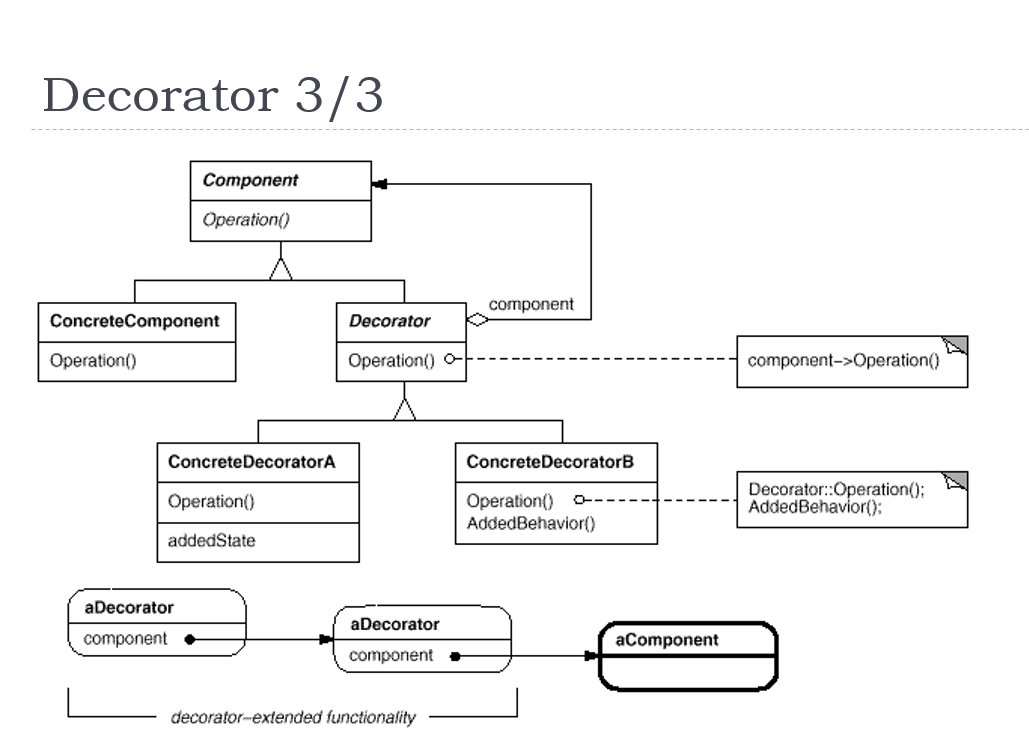 Decorator 3/3
Component
Operation()
component
ConcreteComponent
Operation()
Decorator
Operation()
component–>Operation()
ConcreteDecoratorA
Operation()
addedState
ConcreteDecoratorB
Operation()
AddedBehavior()
Decorator::Operation();
AddedBehavior();
aDecorator
component
aDecorator
component
aComponent
decorator–extended functionality